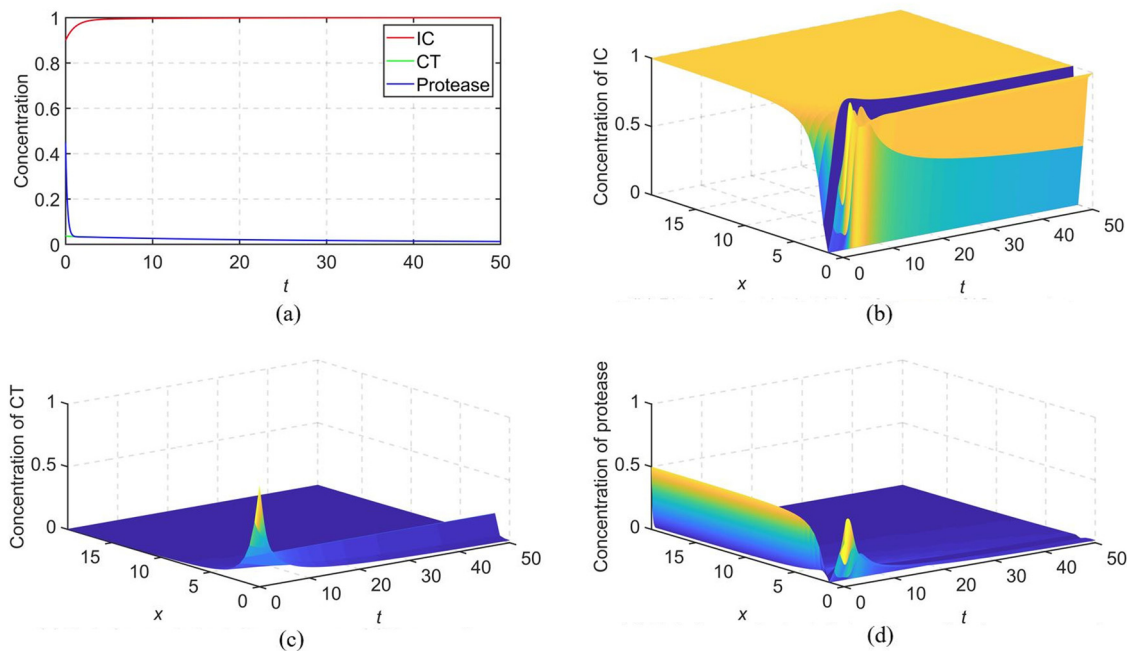 1
0.8
0.6
0.4
0.2
0
Concentration
IC
CT
Protease
0 10 20 30 40 50
t
(a)
Concentration of IC
1
0.5
0
15
10
5
0
x
0
10
20
30
40
50
t
(b)
Concentration of CT
1
0.5
0
15
10
5
0
x
0
10
20
30
40
50
t
(c)
Concentration of protease
1
0.5
0
15
10
5
0
x
0
10
20
30
40
50
t
(d)